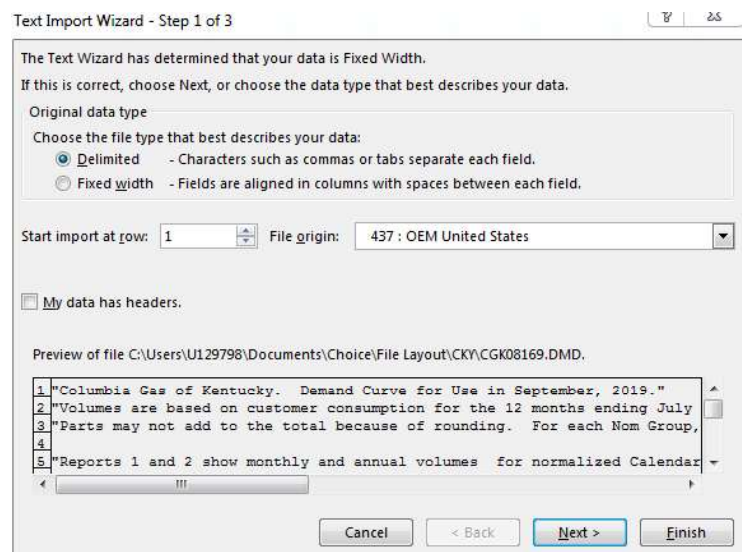 Text Import Wizard - Step 1 of 3
The Text Wizard has determined that your data is Fixed Width.
If this is correct, choose Next, or choose the data type that best describes your data.
Original data type
Choose the file type that best describes your data:
Delimited - Characters such as commas or tabs separate each field.
Fixed width - Fields are aligned in columns with spaces between each field.
Start import at row: 1 File origin: 437 : OEM United States
My data has headers.
Preview of file C:\Users\U129798\Documents\Choice\File Layout\CKY\CGK08169.DMD.
1 "Columbia Gas of Kentucky.  Demand Curve for Use in September, 2019."
2 "Volumes are based on customer consumption for the 12 months ending July
3 "Parts may not add to the total because of rounding.  For each Nom Group,
4
5 "Reports 1 and 2 show monthly and annual volumes  for normalized Calendar
Cancel < Back Next > Finish